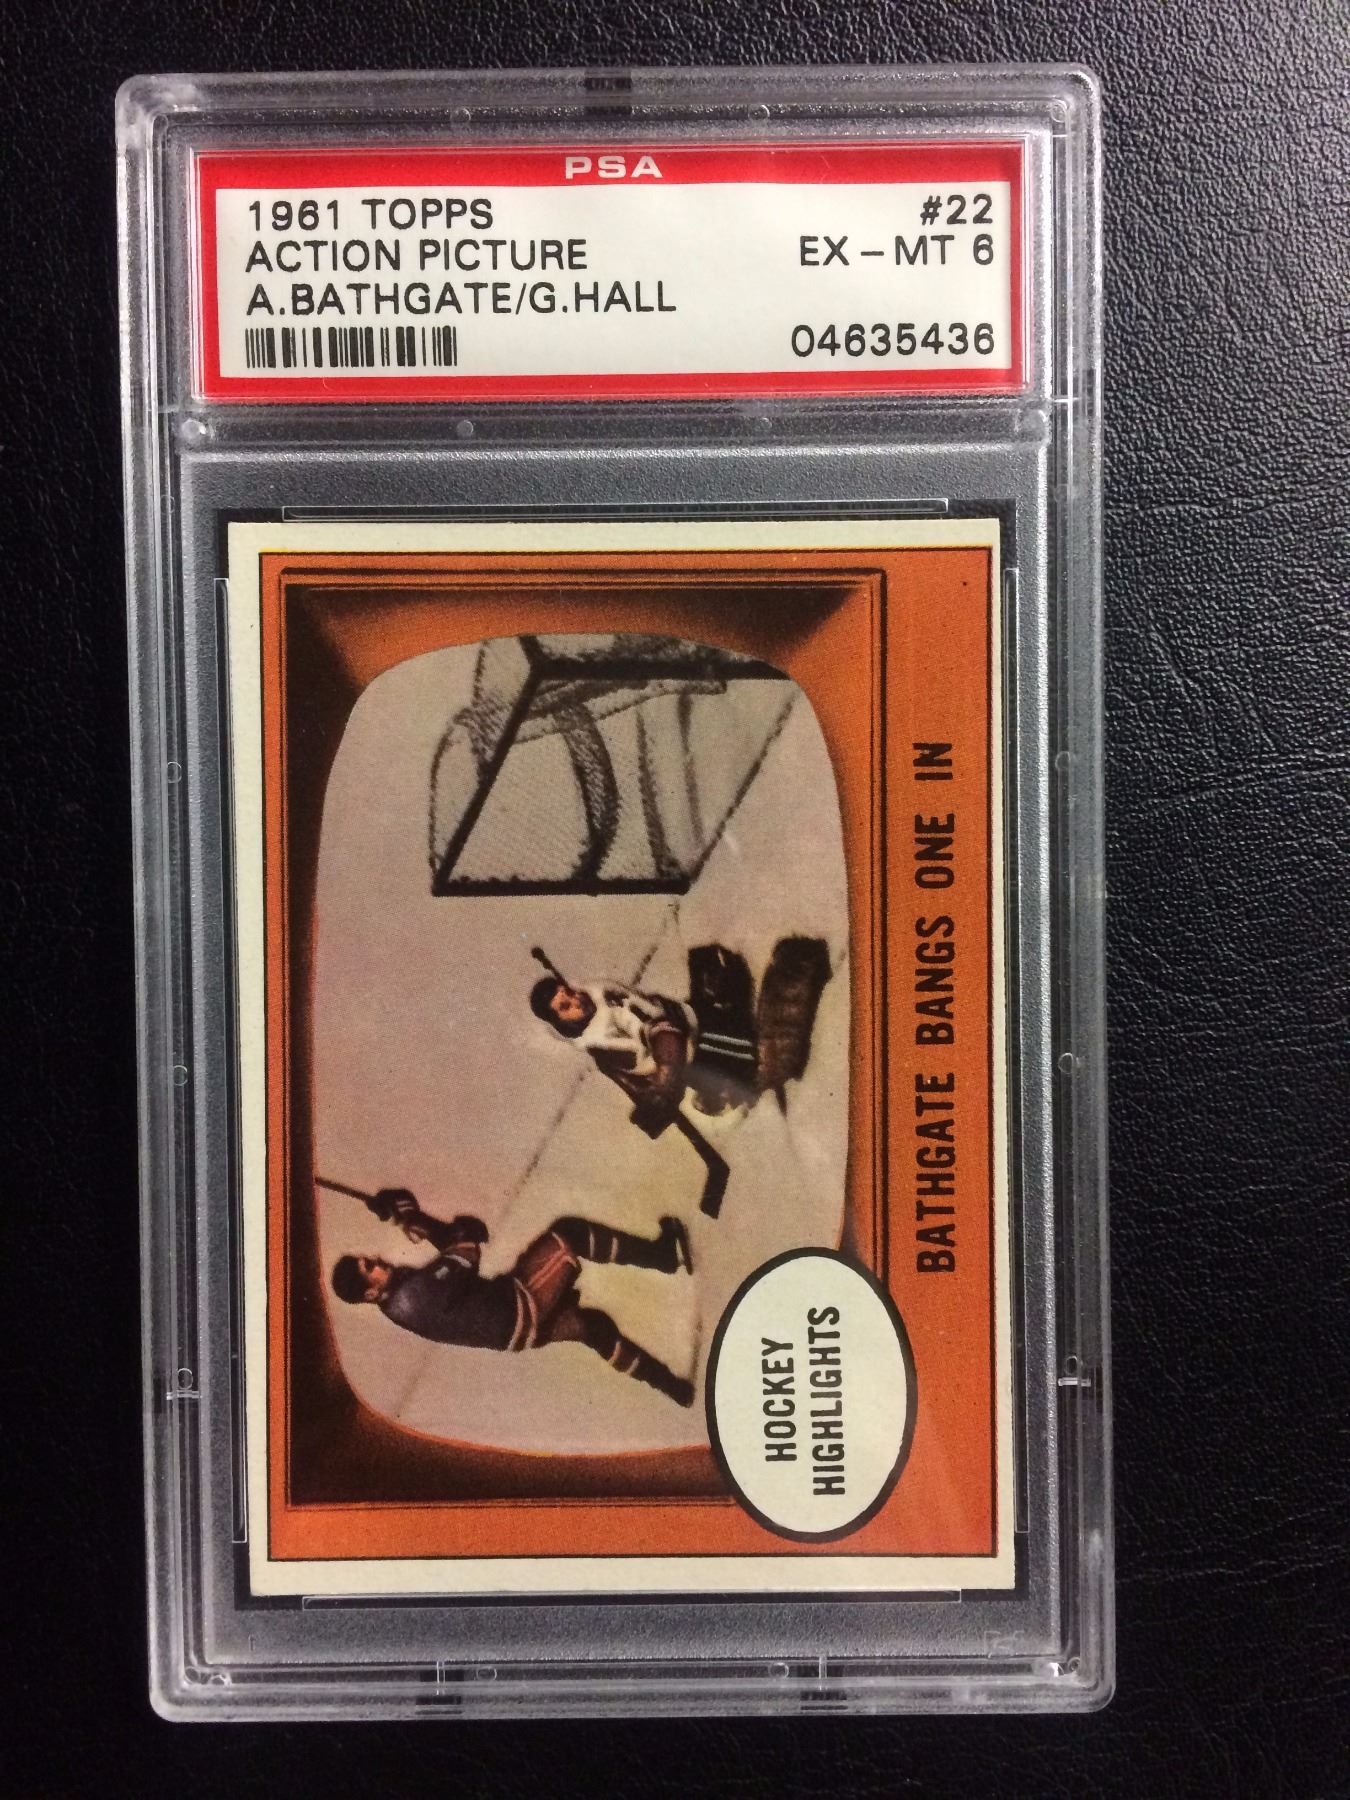 PSA
1961 TOPPS #22
ACTION PICTURE EX-MT 6
A.BATHGATE/G.HALL
04635436
HOCKEY
HIGHLIGHTS
BATHGATE BANGS ONE IN